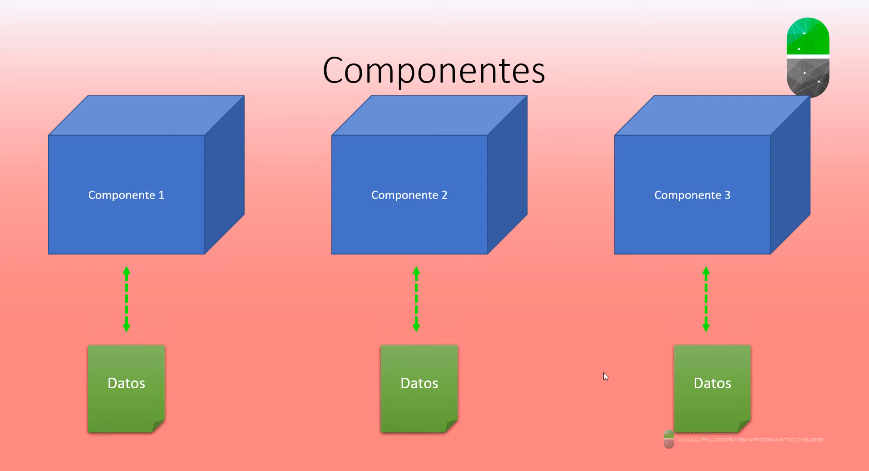 Componentes
Componente 1
Componente 2
Componente 3
Datos
Datos
Datos